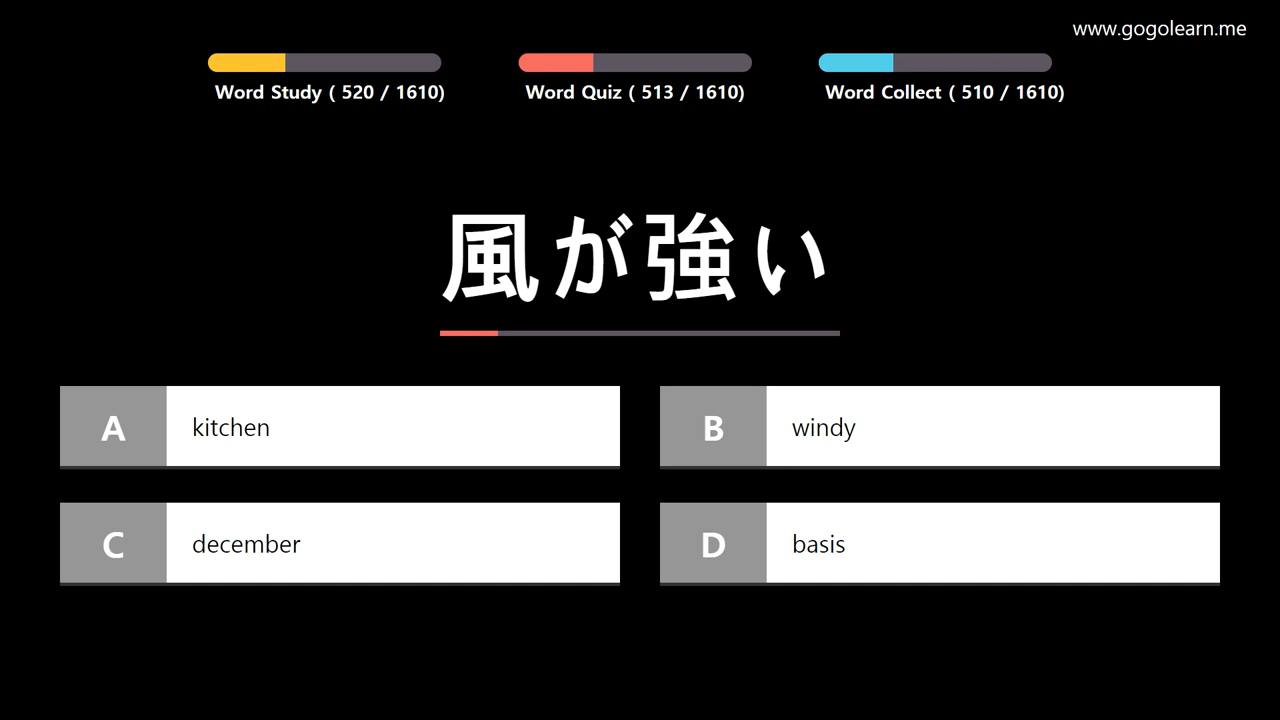 www.gogolearn.me
Word Study ( 520 / 1610)
Word Quiz ( 513 / 1610)
Word Collect ( 510 / 1610)
風が強い
A
kitchen
B
windy
C
december
D
basis